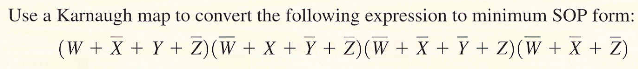 Use a Karnaugh map to convert the following expression to minimum SOP form:
(W + X̅ + Y + Z̅)(W̅ + X + Y̅ + Z)(W̅ + X̅ + Y̅ + Z)(W̅ + X̅ + Z̅)